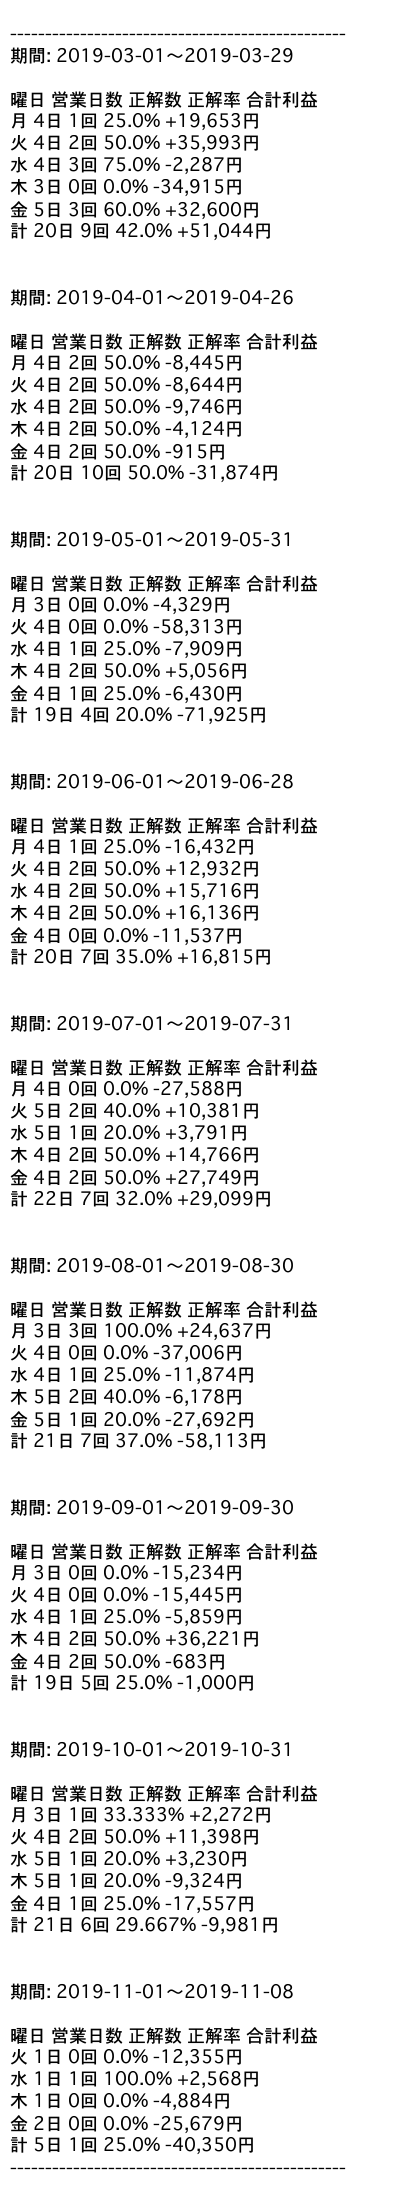 ------------------------------------------------
期間: 2019-03-01〜2019-03-29
曜日 営業日数 正解数 正解率 合計利益
月 4日 1回 25.0% +19,653円
火 4日 2回 50.0% +35,993円
水 4日 3回 75.0% -2,287円
木 3日 0回 0.0% -34,915円
金 5日 3回 60.0% +32,600円
計 20日 9回 42.0% +51,044円
期間: 2019-04-01〜2019-04-26
曜日 営業日数 正解数 正解率 合計利益
月 4日 2回 50.0% -8,445円
火 4日 2回 50.0% -8,644円
水 4日 2回 50.0% -9,746円
木 4日 2回 50.0% -4,124円
金 4日 2回 50.0% -915円
計 20日 10回 50.0% -31,874円
期間: 2019-05-01〜2019-05-31
曜日 営業日数 正解数 正解率 合計利益
月 3日 0回 0.0% -4,329円
火 4日 0回 0.0% -58,313円
水 4日 1回 25.0% -7,909円
木 4日 2回 50.0% +5,056円
金 4日 1回 25.0% -6,430円
計 19日 4回 20.0% -71,925円
期間: 2019-06-01〜2019-06-28
曜日 営業日数 正解数 正解率 合計利益
月 4日 1回 25.0% -16,432円
火 4日 2回 50.0% +12,932円
水 4日 2回 50.0% +15,716円
木 4日 2回 50.0% +16,136円
金 4日 0回 0.0% -11,537円
計 20日 7回 35.0% +16,815円
期間: 2019-07-01〜2019-07-31
曜日 営業日数 正解数 正解率 合計利益
月 4日 0回 0.0% -27,588円
火 5日 2回 40.0% +10,381円
水 5日 1回 20.0% +3,791円
木 4日 2回 50.0% +14,766円
金 4日 2回 50.0% +27,749円
計 22日 7回 32.0% +29,099円
期間: 2019-08-01〜2019-08-30
曜日 営業日数 正解数 正解率 合計利益
月 3日 3回 100.0% +24,637円
火 4日 0回 0.0% -37,006円
水 4日 1回 25.0% -11,874円
木 5日 2回 40.0% -6,178円
金 5日 1回 20.0% -27,692円
計 21日 7回 37.0% -58,113円
期間: 2019-09-01〜2019-09-30
曜日 営業日数 正解数 正解率 合計利益
月 3日 0回 0.0% -15,234円
火 4日 0回 0.0% -15,445円
水 4日 1回 25.0% -5,859円
木 4日 2回 50.0% +36,221円
金 4日 2回 50.0% -683円
計 19日 5回 25.0% -1,000円
期間: 2019-10-01〜2019-10-31
曜日 営業日数 正解数 正解率 合計利益
月 3日 1回 33.333% +2,272円
火 4日 2回 50.0% +11,398円
水 5日 1回 20.0% +3,230円
木 5日 1回 20.0% -9,324円
金 4日 1回 25.0% -17,557円
計 21日 6回 29.667% -9,981円
期間: 2019-11-01〜2019-11-08
曜日 営業日数 正解数 正解率 合計利益
火 1日 0回 0.0% -12,355円
水 1日 1回 100.0% +2,568円
木 1日 0回 0.0% -4,884円
金 2日 0回 0.0% -25,679円
計 5日 1回 25.0% -40,350円
------------------------------------------------